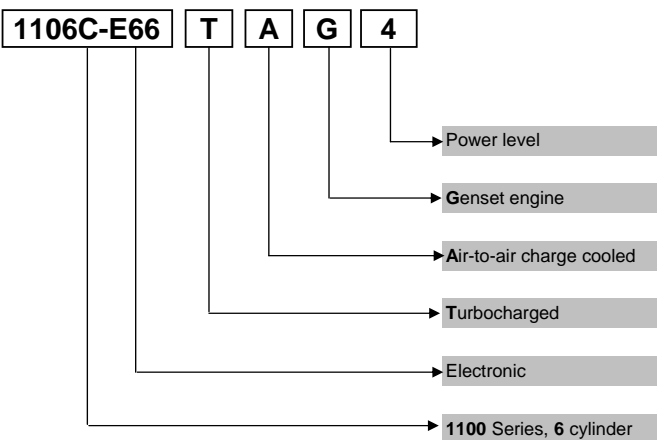 1106C-E66 T A G 4
Power level
Genset engine
Air-to-air charge cooled
Turbocharged
Electronic
1100 Series, 6 cylinder